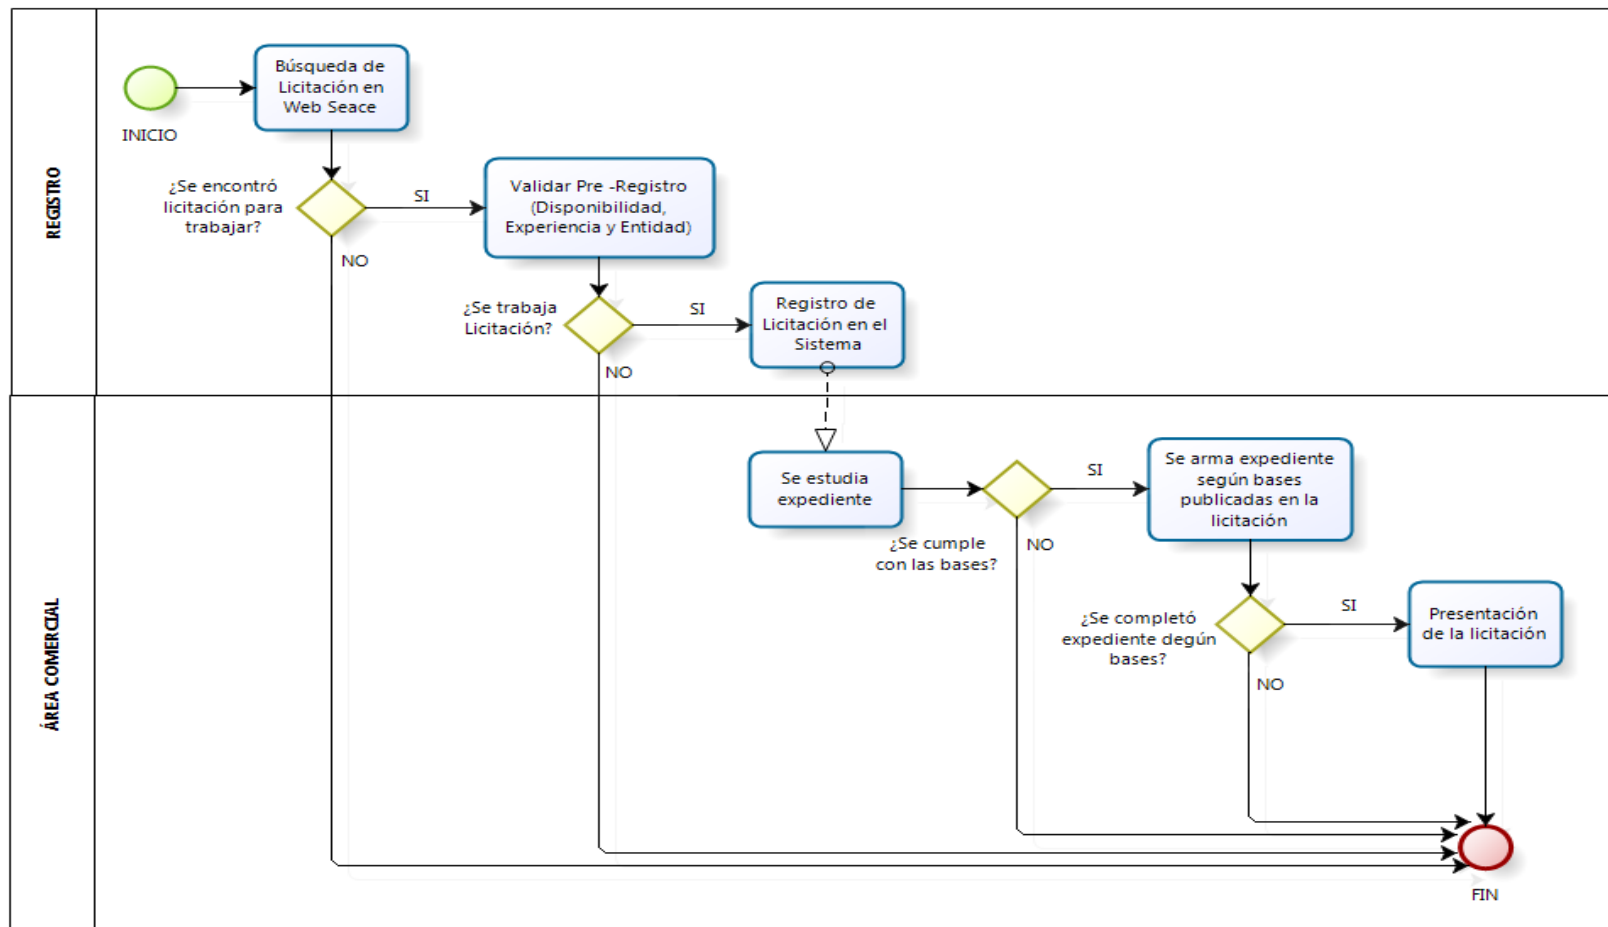 REGISTRO
Búsqueda de
Licitación en
Web Seace
INICIO
¿Se encontró
licitación para
trabajar?
SI
NO
Validar Pre -Registro
(Disponibilidad,
Experiencia y Entidad)
¿Se trabaja
Licitación?
SI
NO
Registro de
Licitación en el
Sistema
ÁREA COMERCIAL
Se estudia
expediente
¿Se cumple
con las bases?
SI
NO
Se arma expediente
según bases
publicadas en la
licitación
¿Se completó
expediente degún
bases?
SI
NO
Presentación
de la licitación
FIN